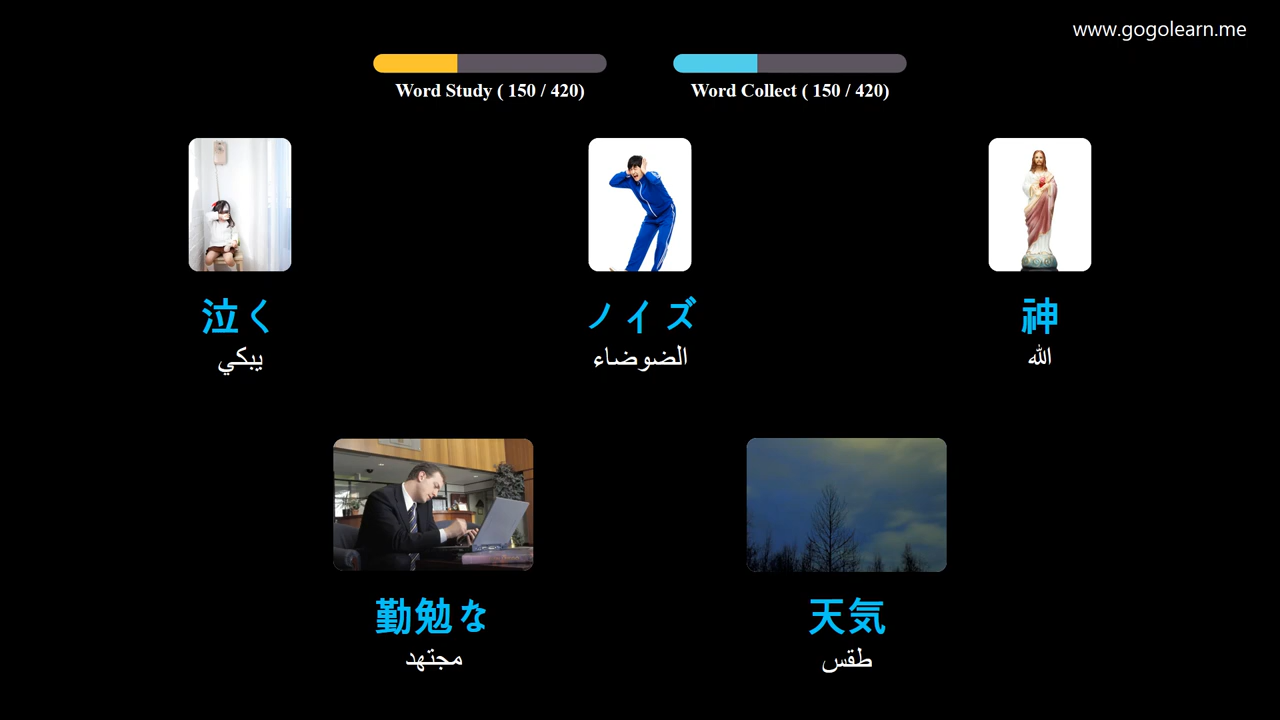 www.gogolearn.me
Word Study ( 150 / 420)
Word Collect ( 150 / 420)
泣く
ノイズ
神
يبكي
الضوضاء
الله
勤勉な
天気
مجتهد
طقس